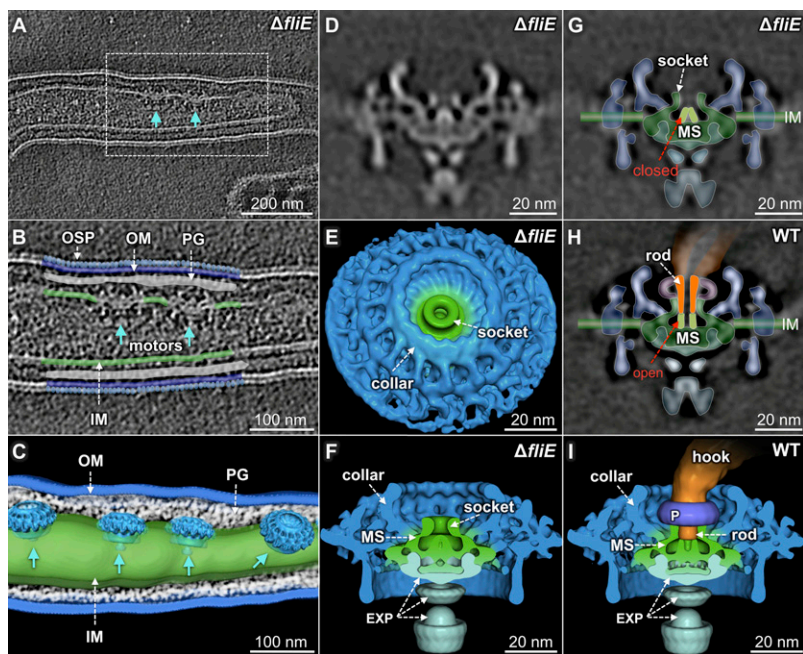 A
ΔfliE
200 nm
B
OSP
OM
PG
motors
IM
100 nm
C
OM
PG
IM
100 nm
D
ΔfliE
20 nm
E
ΔfliE
socket
collar
20 nm
F
ΔfliE
collar
socket
MS
EXP
20 nm
G
ΔfliE
socket
IM
MS
closed
20 nm
H
WT
rod
IM
MS
open
20 nm
I
WT
hook
collar
P
rod
MS
EXP
20 nm